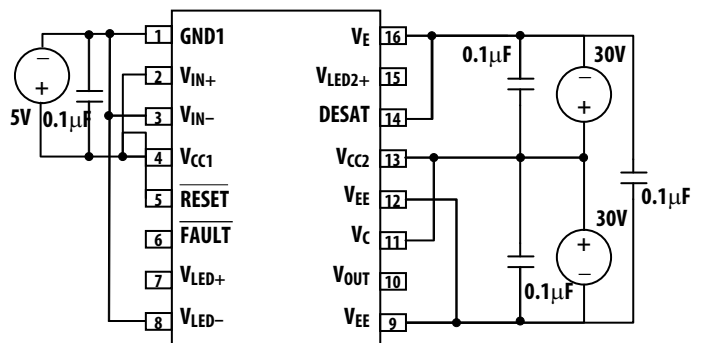 1 GND1 VE 16
2 VIN+ VLED2+ 15
3 VIN− DESAT 14
4 VCC1 VCC2 13
5 RESET VEE 12
6 FAULT VC 11
7 VLED+ VOUT 10
8 VLED− VEE 9
−
+
5V
0.1μF
0.1μF
30V
−
+
0.1μF
30V
+
−
0.1μF